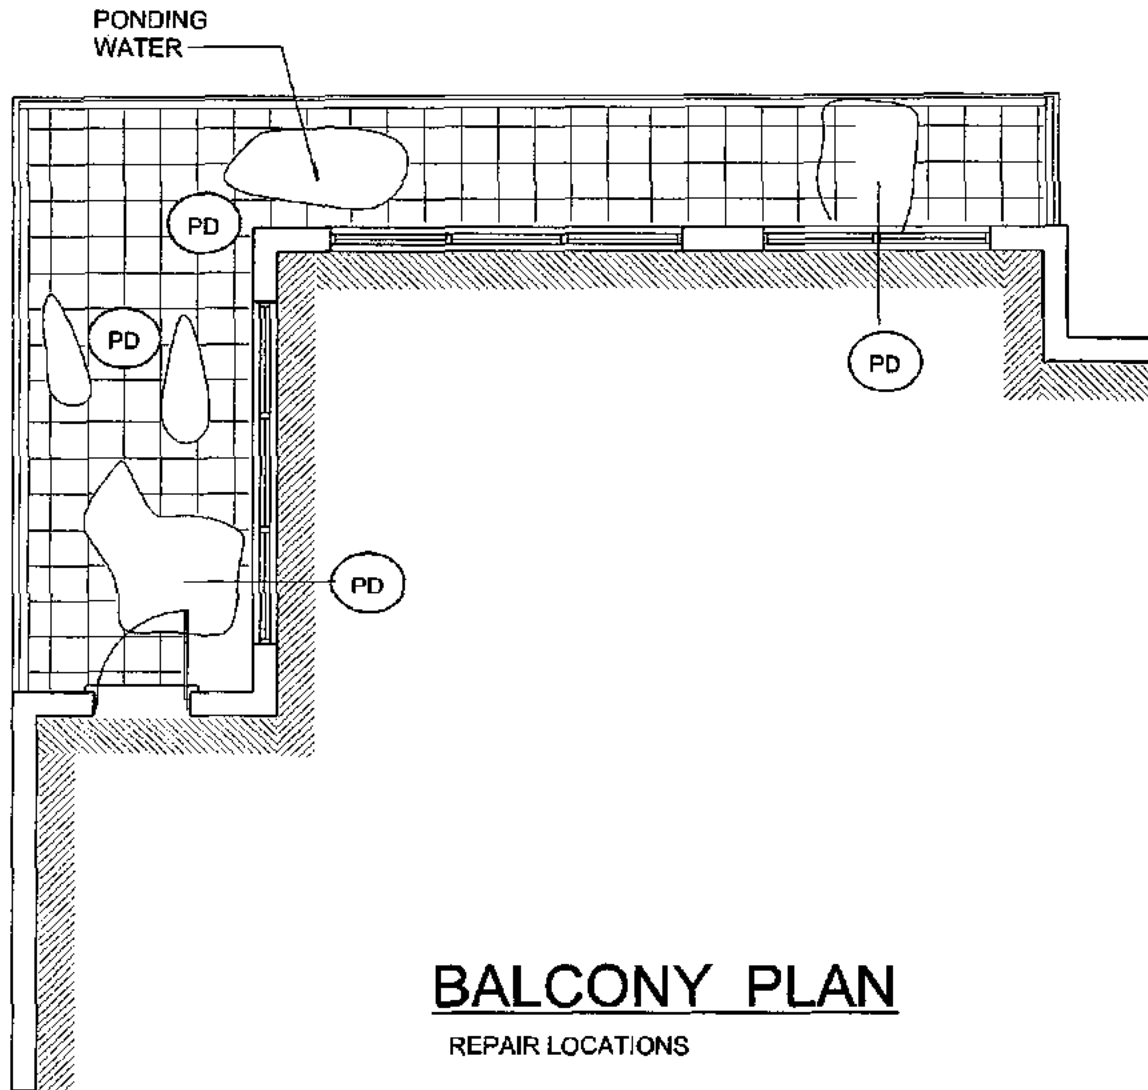 PONDING
WATER
PD
PD
PD
PD
BALCONY PLAN
REPAIR LOCATIONS